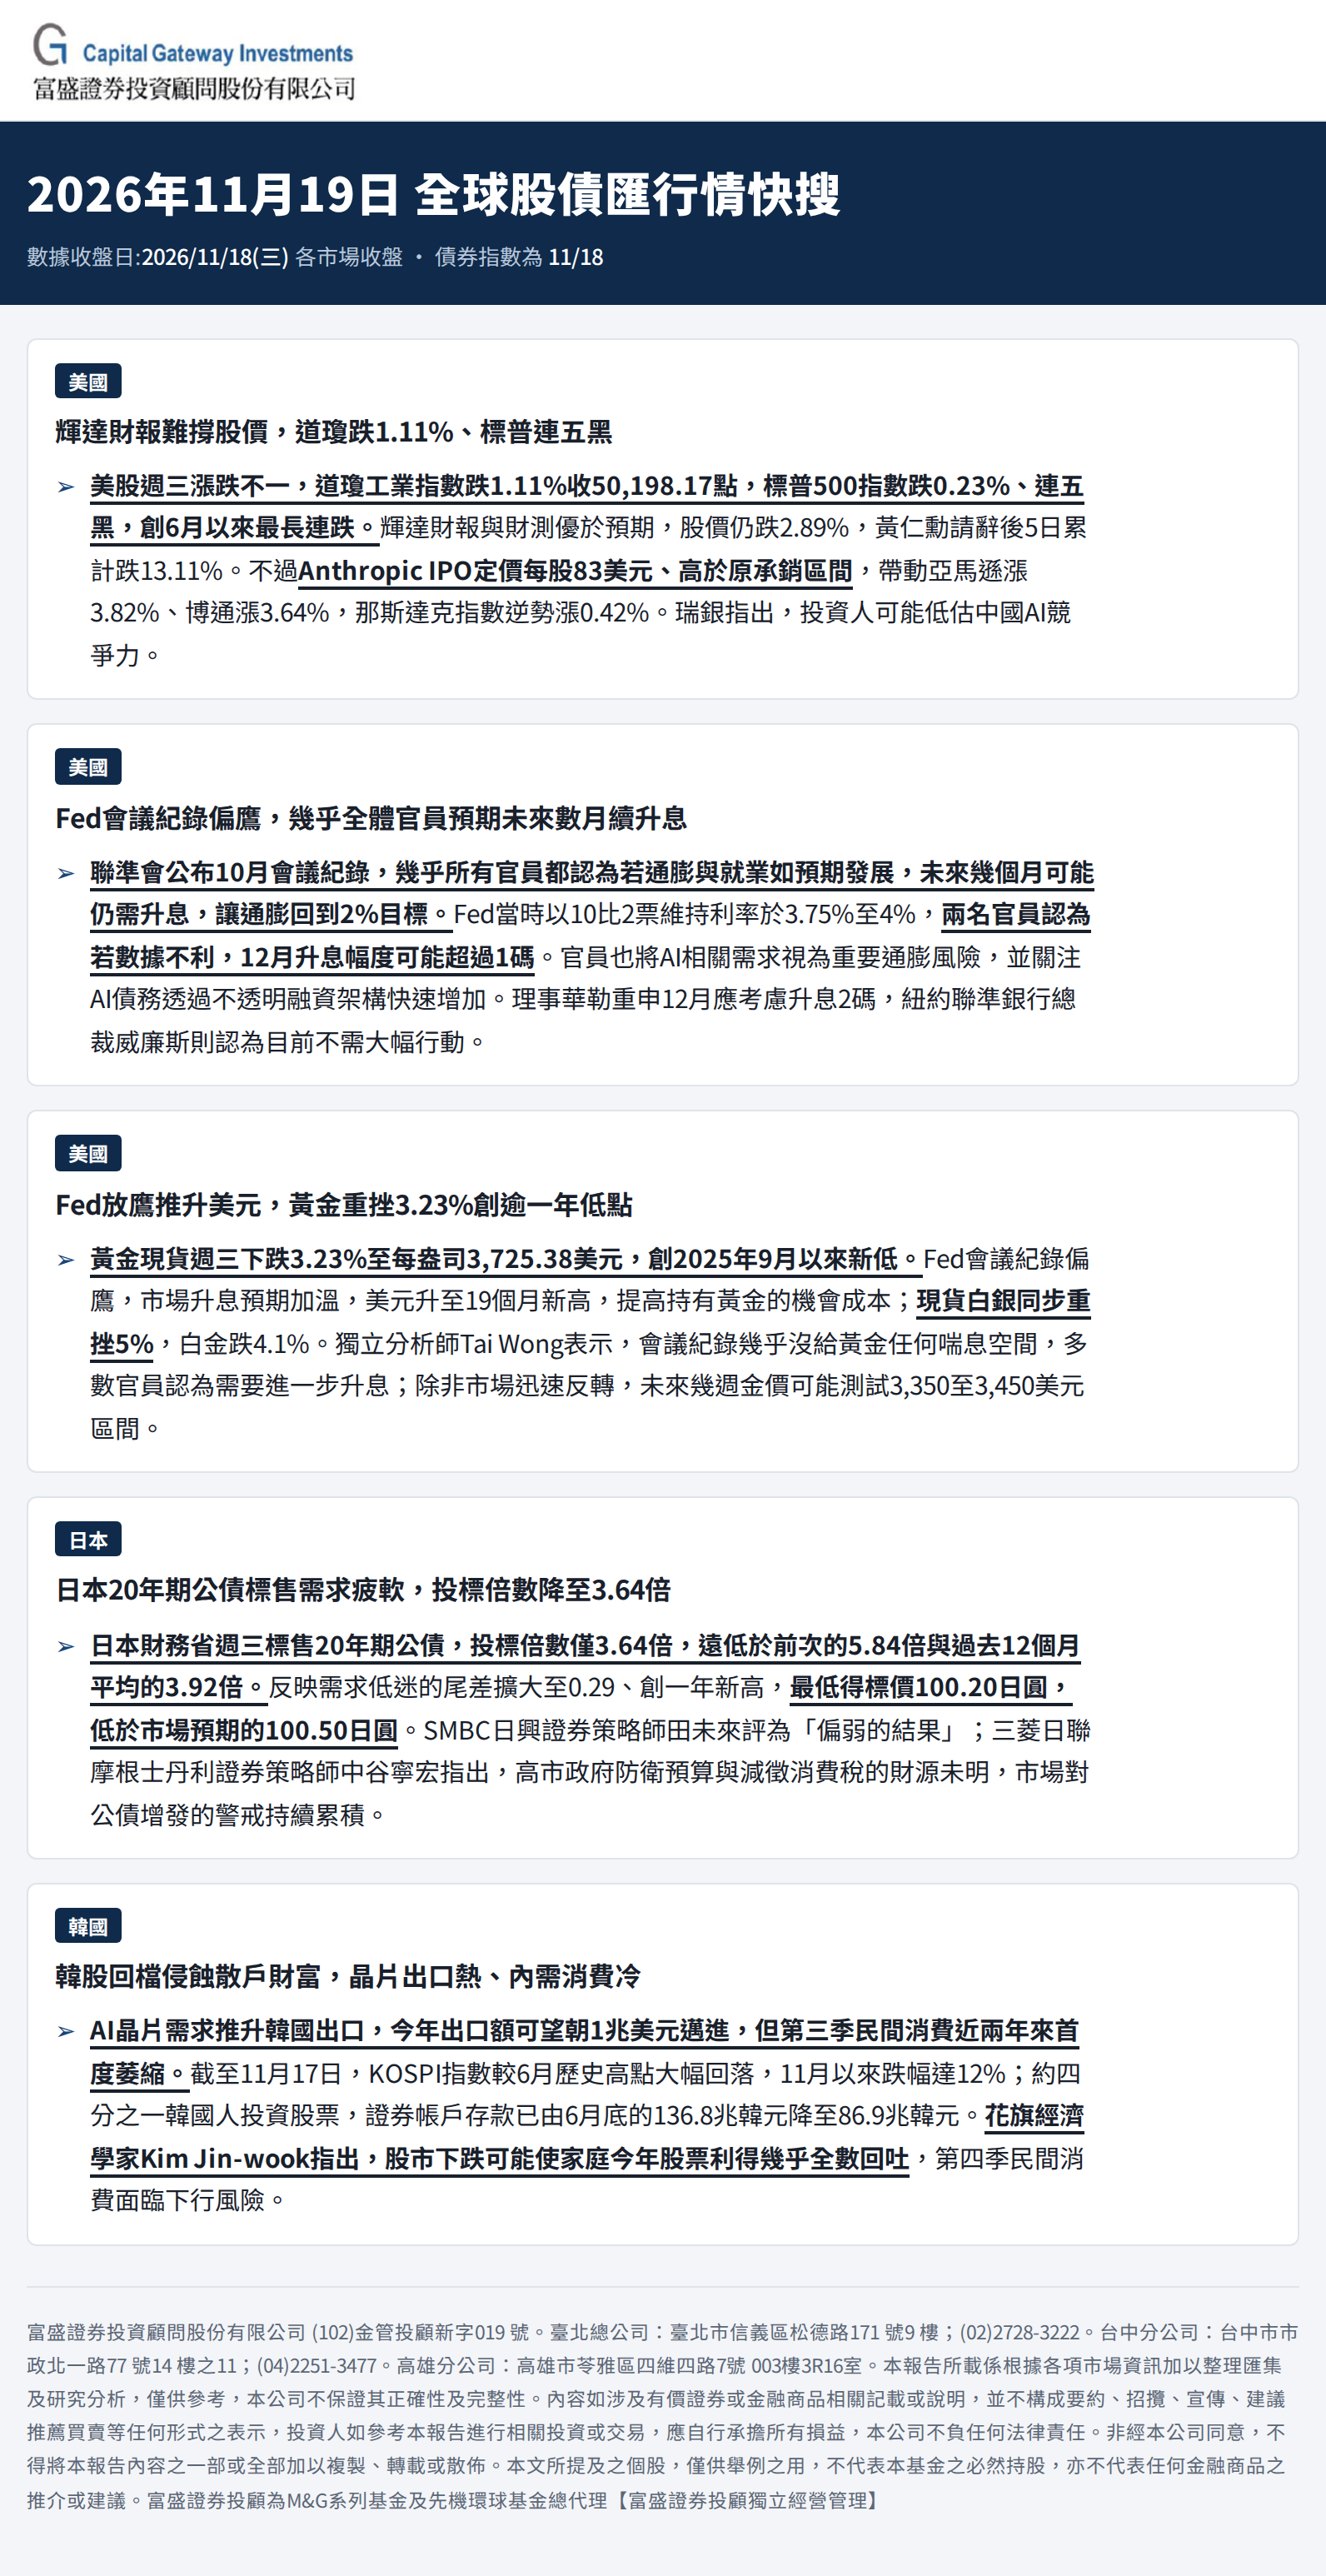 Capital Gateway Investments
富盛證券投資顧問股份有限公司
2026年11月19日 全球股債匯行情快搜
數據收盤日:2026/11/18(三) 各市場收盤 · 債券指數為 11/18
美國
輝達財報難撐股價，道瓊跌1.11%、標普連五黑
➢ 美股週三漲跌不一，道瓊工業指數跌1.11%收50,198.17點，標普500指數跌0.23%、連五
黑，創6月以來最長連跌。輝達財報與財測優於預期，股價仍跌2.89%，黃仁勳請辭後5日累
計跌13.11%。不過Anthropic IPO定價每股83美元、高於原承銷區間，帶動亞馬遜漲
3.82%、博通漲3.64%，那斯達克指數逆勢漲0.42%。瑞銀指出，投資人可能低估中國AI競
爭力。
美國
Fed會議紀錄偏鷹，幾乎全體官員預期未來數月續升息
➢ 聯準會公布10月會議紀錄，幾乎所有官員都認為若通膨與就業如預期發展，未來幾個月可能
仍需升息，讓通膨回到2%目標。Fed當時以10比2票維持利率於3.75%至4%，兩名官員認為
若數據不利，12月升息幅度可能超過1碼。官員也將AI相關需求視為重要通膨風險，並關注
AI債務透過不透明融資架構快速增加。理事華勒重申12月應考慮升息2碼，紐約聯準銀行總
裁威廉斯則認為目前不需大幅行動。
美國
Fed放鷹推升美元，黃金重挫3.23%創逾一年低點
➢ 黃金現貨週三下跌3.23%至每盎司3,725.38美元，創2025年9月以來新低。Fed會議紀錄偏
鷹，市場升息預期加溫，美元升至19個月新高，提高持有黃金的機會成本；現貨白銀同步重
挫5%，白金跌4.1%。獨立分析師Tai Wong表示，會議紀錄幾乎沒給黃金任何喘息空間，多
數官員認為需要進一步升息；除非市場迅速反轉，未來幾週金價可能測試3,350至3,450美元
區間。
日本
日本20年期公債標售需求疲軟，投標倍數降至3.64倍
➢ 日本財務省週三標售20年期公債，投標倍數僅3.64倍，遠低於前次的5.84倍與過去12個月
平均的3.92倍。反映需求低迷的尾差擴大至0.29、創一年新高，最低得標價100.20日圓，
低於市場預期的100.50日圓。SMBC日興證券策略師田未來評為「偏弱的結果」；三菱日聯
摩根士丹利證券策略師中谷寧宏指出，高市政府防衛預算與減徵消費稅的財源未明，市場對
公債增發的警戒持續累積。
韓國
韓股回檔侵蝕散戶財富，晶片出口熱、內需消費冷
➢ AI晶片需求推升韓國出口，今年出口額可望朝1兆美元邁進，但第三季民間消費近兩年來首
度萎縮。截至11月17日，KOSPI指數較6月歷史高點大幅回落，11月以來跌幅達12%；約四
分之一韓國人投資股票，證券帳戶存款已由6月底的136.8兆韓元降至86.9兆韓元。花旗經濟
學家Kim Jin-wook指出，股市下跌可能使家庭今年股票利得幾乎全數回吐，第四季民間消
費面臨下行風險。
富盛證券投資顧問股份有限公司 (102)金管投顧新字019 號。臺北總公司：臺北市信義區松德路171 號9 樓；(02)2728-3222。台中分公司：台中市市
政北一路77 號14 樓之11；(04)2251-3477。高雄分公司：高雄市苓雅區四維四路7號 003樓3R16室。本報告所載係根據各項市場資訊加以整理匯集
及研究分析，僅供參考，本公司不保證其正確性及完整性。內容如涉及有價證券或金融商品相關記載或說明，並不構成要約、招攬、宣傳、建議
推薦買賣等任何形式之表示，投資人如參考本報告進行相關投資或交易，應自行承擔所有損益，本公司不負任何法律責任。非經本公司同意，不
得將本報告內容之一部或全部加以複製、轉載或散佈。本文所提及之個股，僅供舉例之用，不代表本基金之必然持股，亦不代表任何金融商品之
推介或建議。富盛證券投顧為M&G系列基金及先機環球基金總代理【富盛證券投顧獨立經營管理】